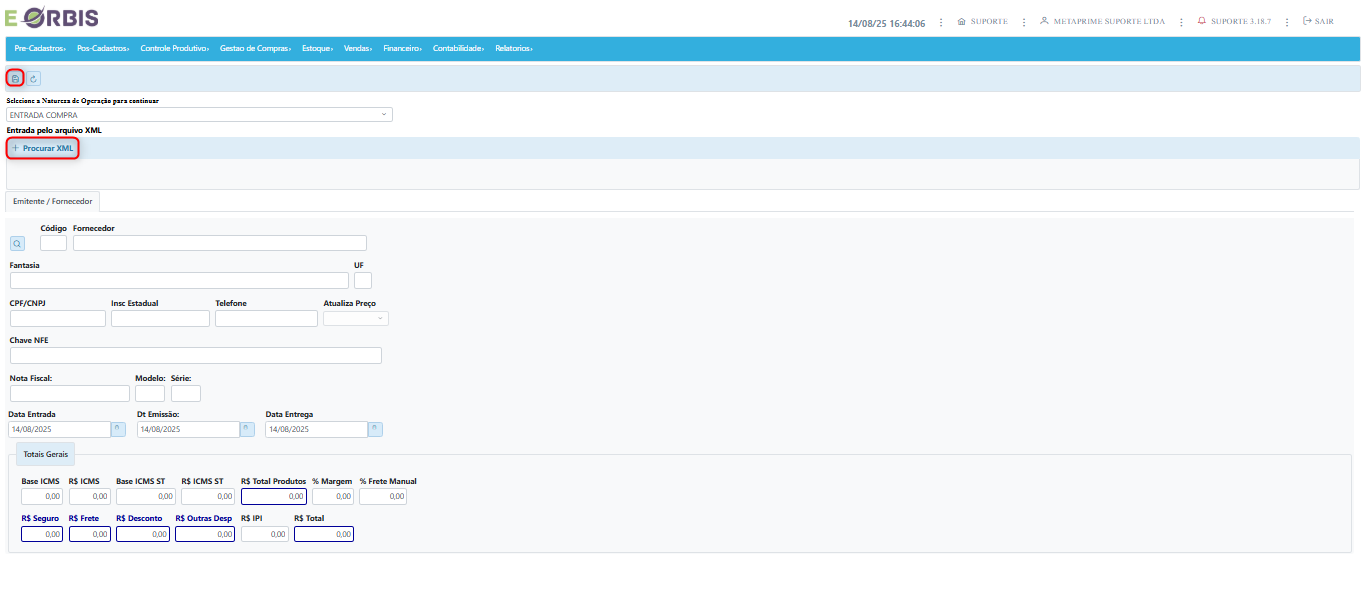 E ORBIS
14/08/25 16:44:06 SUPORTE METAPRIME SUPORTE LTDA SUPORTE 3.18.7 SAIR
Pre-Cadastros Pos-Cadastros Controle Produtivo Gestao de Compras Estoque Vendas Financeiro Contabilidade Relatorios
Selecione a Natureza de Operação para continuar
ENTRADA COMPRA
Entrada pelo arquivo XML
+ Procurar XML
Emitente / Fornecedor
Código Fornecedor
Fantasia UF
CPF/CNPJ Insc Estadual Telefone Atualiza Preço
Chave NFE
Nota Fiscal: Modelo: Série:
Data Entrada Dt Emissão: Data Entrega
14/08/2025 14/08/2025 14/08/2025
Totais Gerais
Base ICMS R$ ICMS Base ICMS ST R$ ICMS ST R$ Total Produtos % Margem % Frete Manual
0,00 0,00 0,00 0,00 0,00 0,00 0,00
R$ Seguro R$ Frete R$ Desconto R$ Outras Desp R$ IPI R$ Total
0,00 0,00 0,00 0,00 0,00 0,00